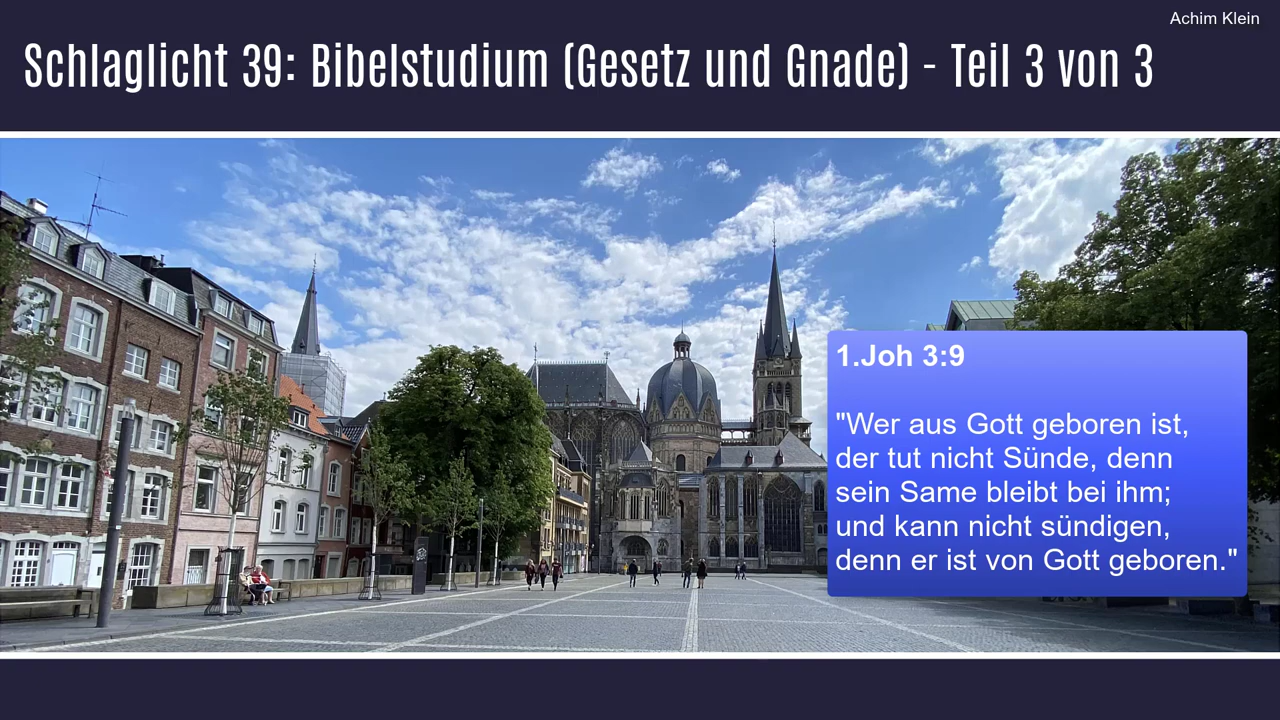 Achim Klein
Schlaglicht 39: Bibelstudium (Gesetz und Gnade) - Teil 3 von 3
1.Joh 3:9
"Wer aus Gott geboren ist,
der tut nicht Sünde, denn
sein Same bleibt bei ihm;
und kann nicht sündigen,
denn er ist von Gott geboren."